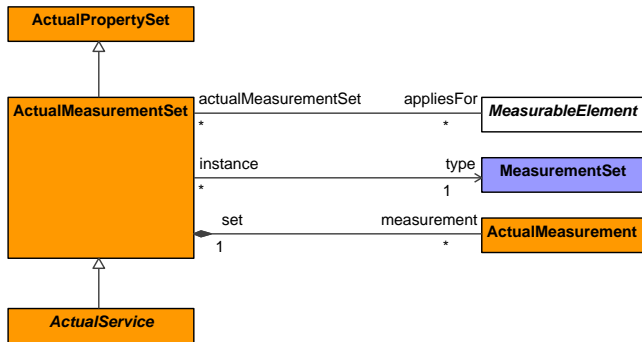 ActualPropertySet
ActualMeasurementSet
actualMeasurementSet appliesFor
* *
MeasurableElement
instance type
* 1
MeasurementSet
set measurement
1 *
ActualMeasurement
ActualService